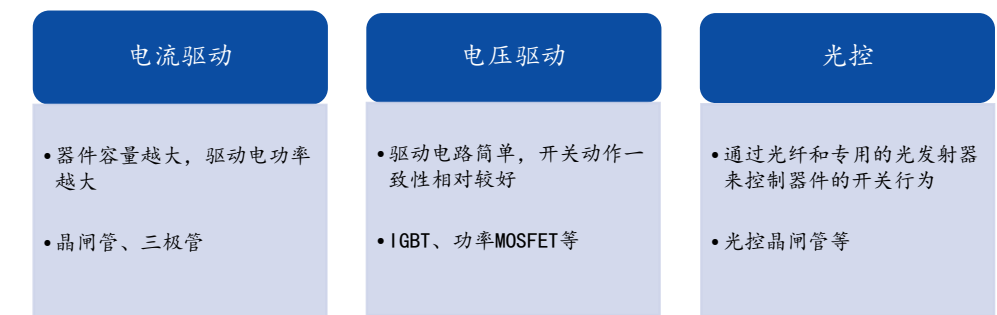 电流驱动
•器件容量越大，驱动电功率
越大
•晶闸管、三极管
电压驱动
•驱动电路简单，开关动作一
致性相对较好
•IGBT、功率MOSFET等
光控
•通过光纤和专用的光发射器
来控制器件的开关行为
•光控晶闸管等